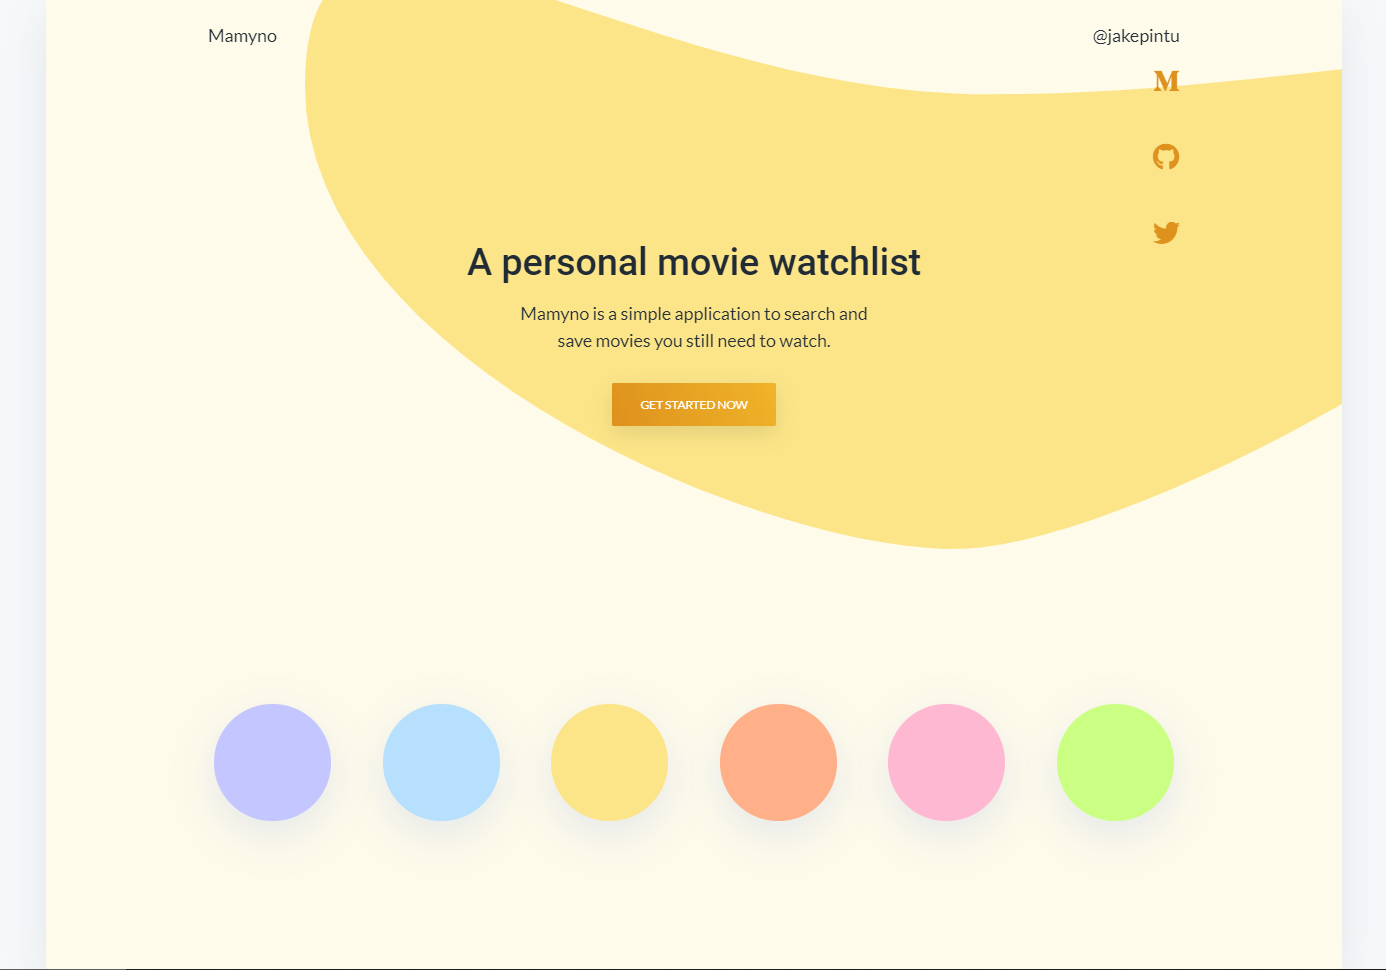 Mamyno
@jakepintu
M
A personal movie watchlist
Mamyno is a simple application to search and
save movies you still need to watch.
GET STARTED NOW